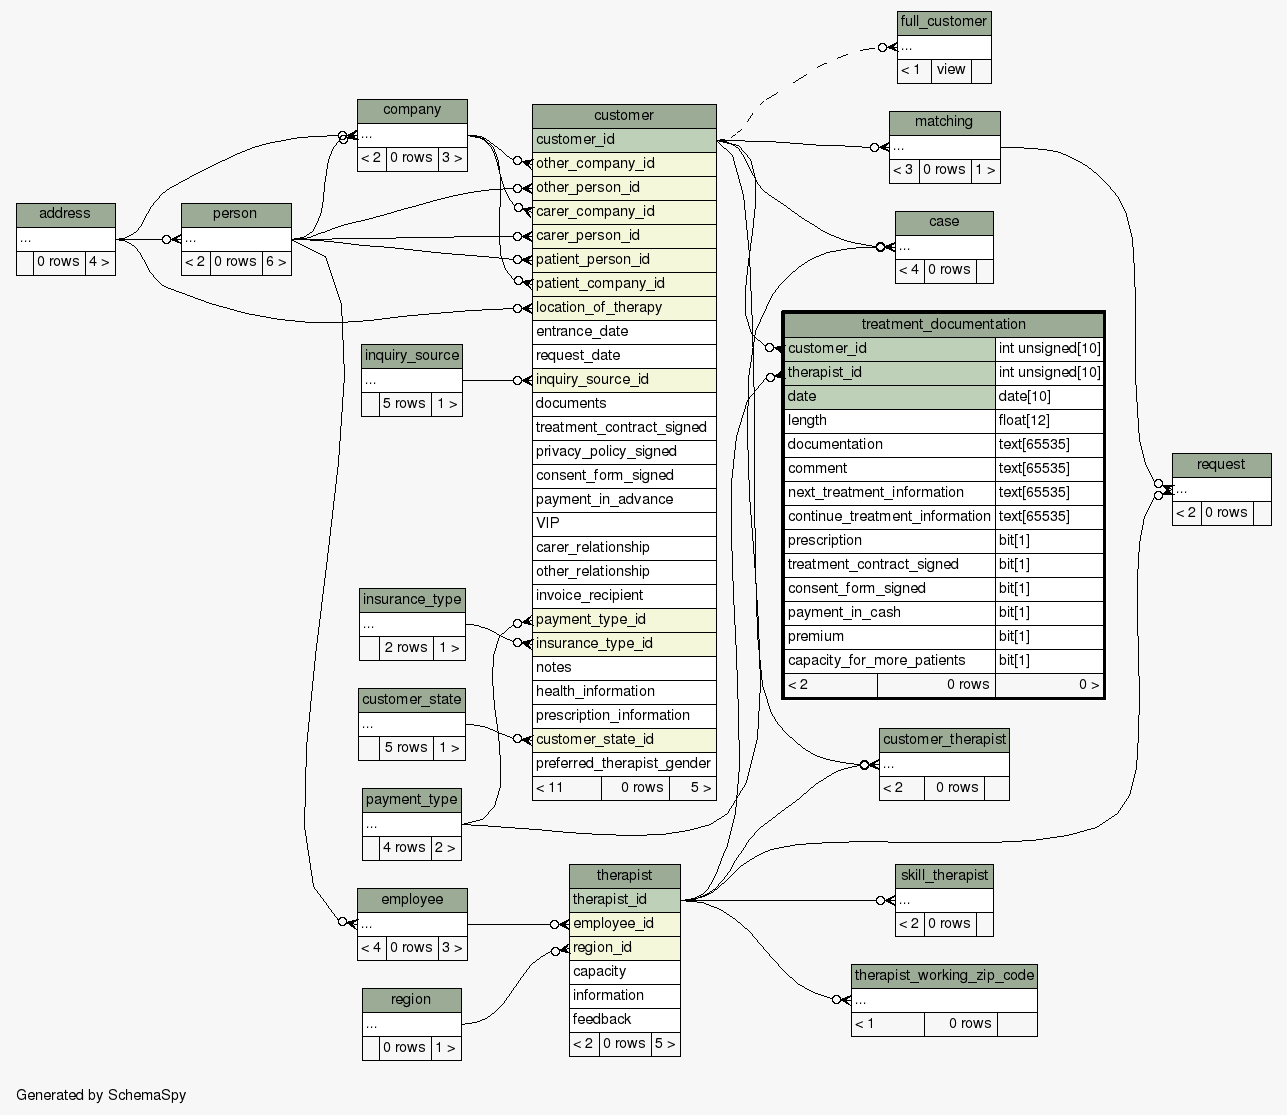 full_customer
...
< 1 view
company
...
< 2 0 rows 3 >
matching
...
< 3 0 rows 1 >
address
...
0 rows 4 >
person
...
< 2 0 rows 6 >
customer
customer_id
other_company_id
other_person_id
carer_company_id
carer_person_id
patient_person_id
patient_company_id
location_of_therapy
entrance_date
request_date
inquiry_source_id
documents
treatment_contract_signed
privacy_policy_signed
consent_form_signed
payment_in_advance
VIP
carer_relationship
other_relationship
invoice_recipient
payment_type_id
insurance_type_id
notes
health_information
prescription_information
customer_state_id
preferred_therapist_gender
< 11 0 rows 5 >
case
...
< 4 0 rows
treatment_documentation
customer_id int unsigned[10]
therapist_id int unsigned[10]
date date[10]
length float[12]
documentation text[65535]
comment text[65535]
next_treatment_information text[65535]
continue_treatment_information text[65535]
prescription bit[1]
treatment_contract_signed bit[1]
consent_form_signed bit[1]
payment_in_cash bit[1]
premium bit[1]
capacity_for_more_patients bit[1]
< 2 0 rows 0 >
inquiry_source
...
5 rows 1 >
request
...
< 2 0 rows
insurance_type
...
2 rows 1 >
customer_state
...
5 rows 1 >
customer_therapist
...
< 2 0 rows
payment_type
...
4 rows 2 >
employee
...
< 4 0 rows 3 >
therapist
therapist_id
employee_id
region_id
capacity
information
feedback
< 2 0 rows 5 >
skill_therapist
...
< 2 0 rows
therapist_working_zip_code
...
< 1 0 rows
region
...
0 rows 1 >
Generated by SchemaSpy